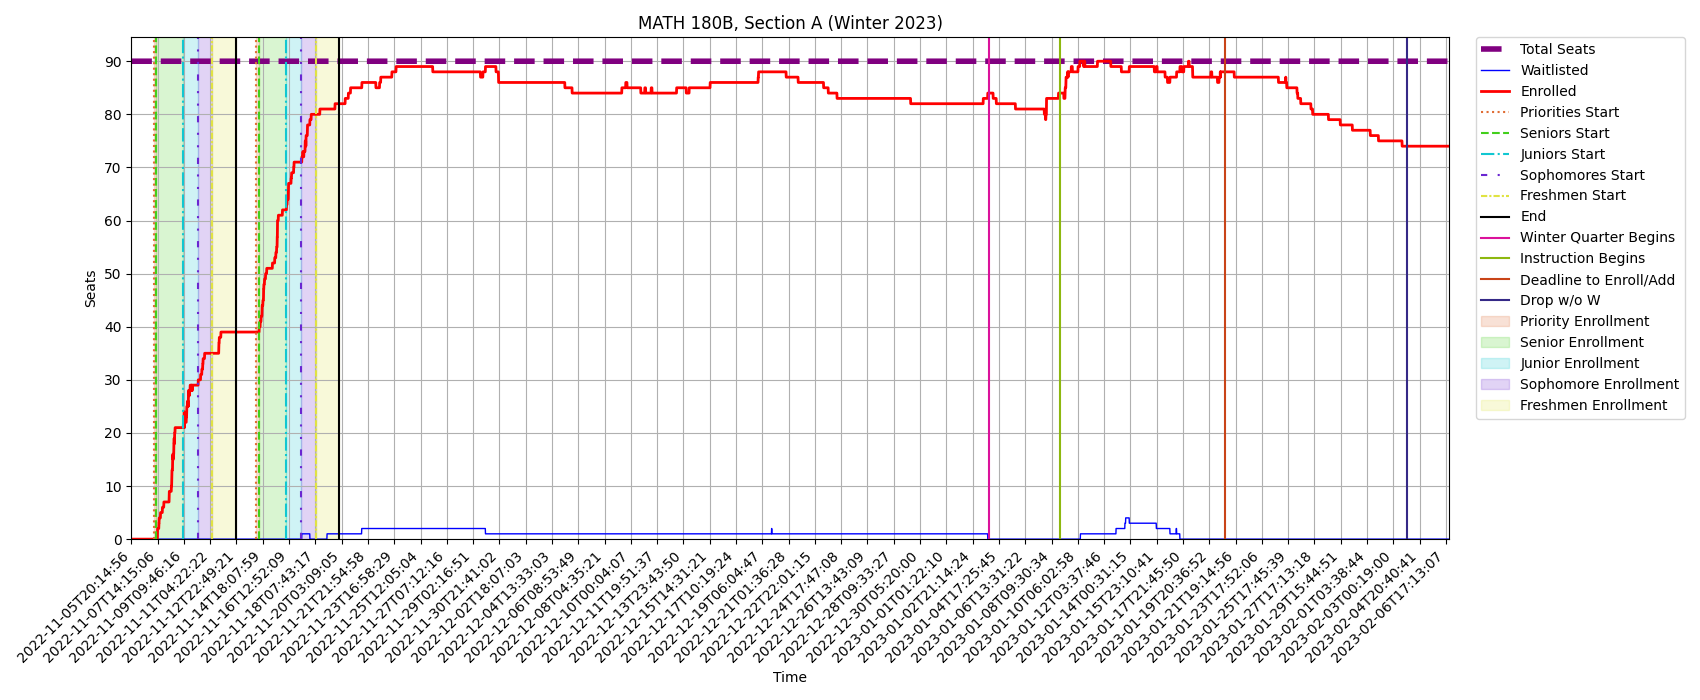 MATH 180B, Section A (Winter 2023)
Total Seats
Waitlisted
Enrolled
Priorities Start
Seniors Start
Juniors Start
Sophomores Start
Freshmen Start
End
Winter Quarter Begins
Instruction Begins
Deadline to Enroll/Add
Drop w/o W
Priority Enrollment
Senior Enrollment
Junior Enrollment
Sophomore Enrollment
Freshmen Enrollment
Seats
90
80
70
60
50
40
30
20
10
0
2022-11-05T20:14:56
2022-11-07T14:15:06
2022-11-09T09:46:16
2022-11-11T04:22:22
2022-11-12T22:49:21
2022-11-14T18:07:59
2022-11-16T12:52:09
2022-11-18T07:43:17
2022-11-20T03:09:05
2022-11-21T21:54:58
2022-11-23T16:58:29
2022-11-25T12:05:04
2022-11-27T07:12:16
2022-11-29T02:16:51
2022-11-30T21:41:02
2022-12-02T18:07:03
2022-12-04T13:33:03
2022-12-06T08:53:49
2022-12-08T04:35:21
2022-12-10T00:04:07
2022-12-11T19:51:37
2022-12-13T23:43:50
2022-12-15T14:31:21
2022-12-17T10:19:24
2022-12-19T06:04:47
2022-12-21T01:36:28
2022-12-22T22:01:15
2022-12-24T17:47:08
2022-12-26T13:43:09
2022-12-28T09:33:27
2022-12-30T05:20:00
2023-01-01T01:22:10
2023-01-02T21:14:24
2023-01-04T17:25:45
2023-01-06T13:31:22
2023-01-08T09:30:34
2023-01-10T06:02:58
2023-01-12T03:37:46
2023-01-14T00:31:15
2023-01-15T23:10:41
2023-01-17T21:45:50
2023-01-19T20:36:52
2023-01-21T19:14:56
2023-01-23T17:52:06
2023-01-25T17:45:39
2023-01-27T17:13:18
2023-01-29T15:44:51
2023-02-01T03:38:44
2023-02-03T00:19:00
2023-02-04T20:40:41
2023-02-06T17:13:07
Time